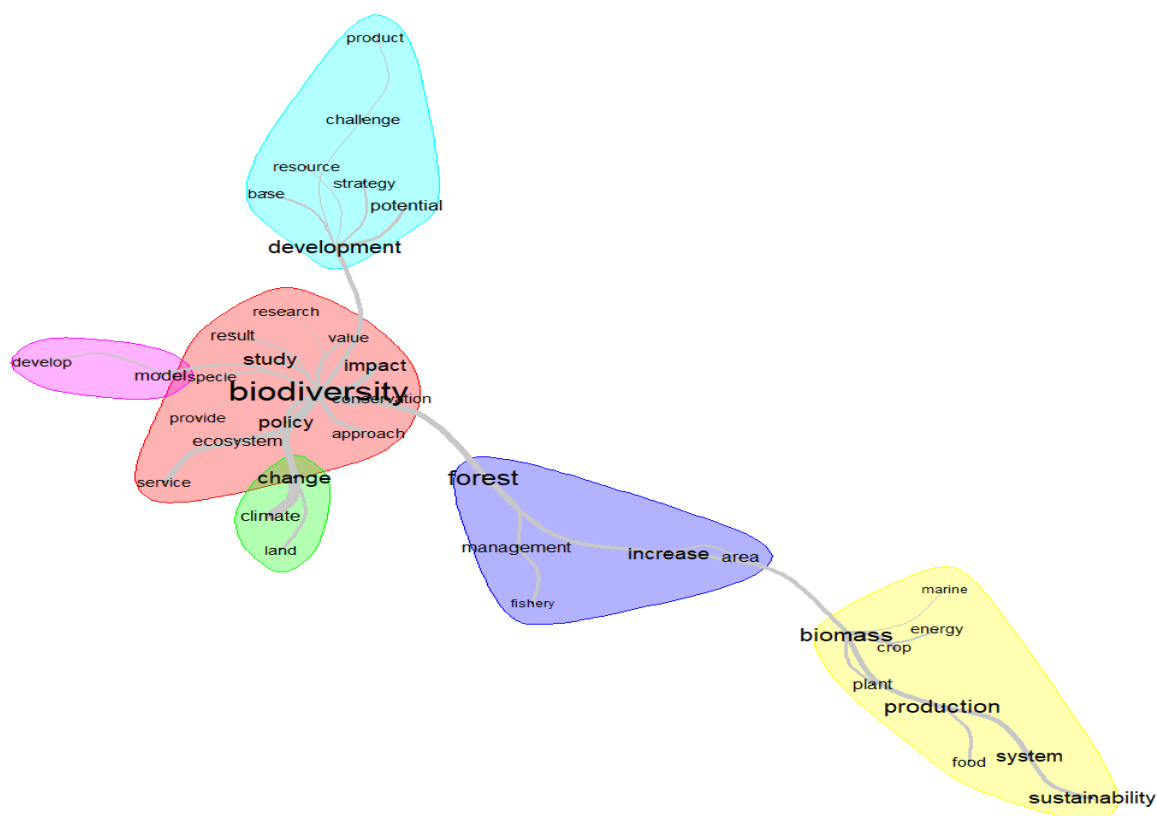 product
challenge
resource
strategy
base
potential
development
research
result
value
study
impact
develop
model
specie
biodiversity
conservation
provide
policy
approach
ecosystem
service
change
forest
climate
land
management
increase
area
fishery
marine
energy
biomass
crop
plant
production
system
food
sustainability